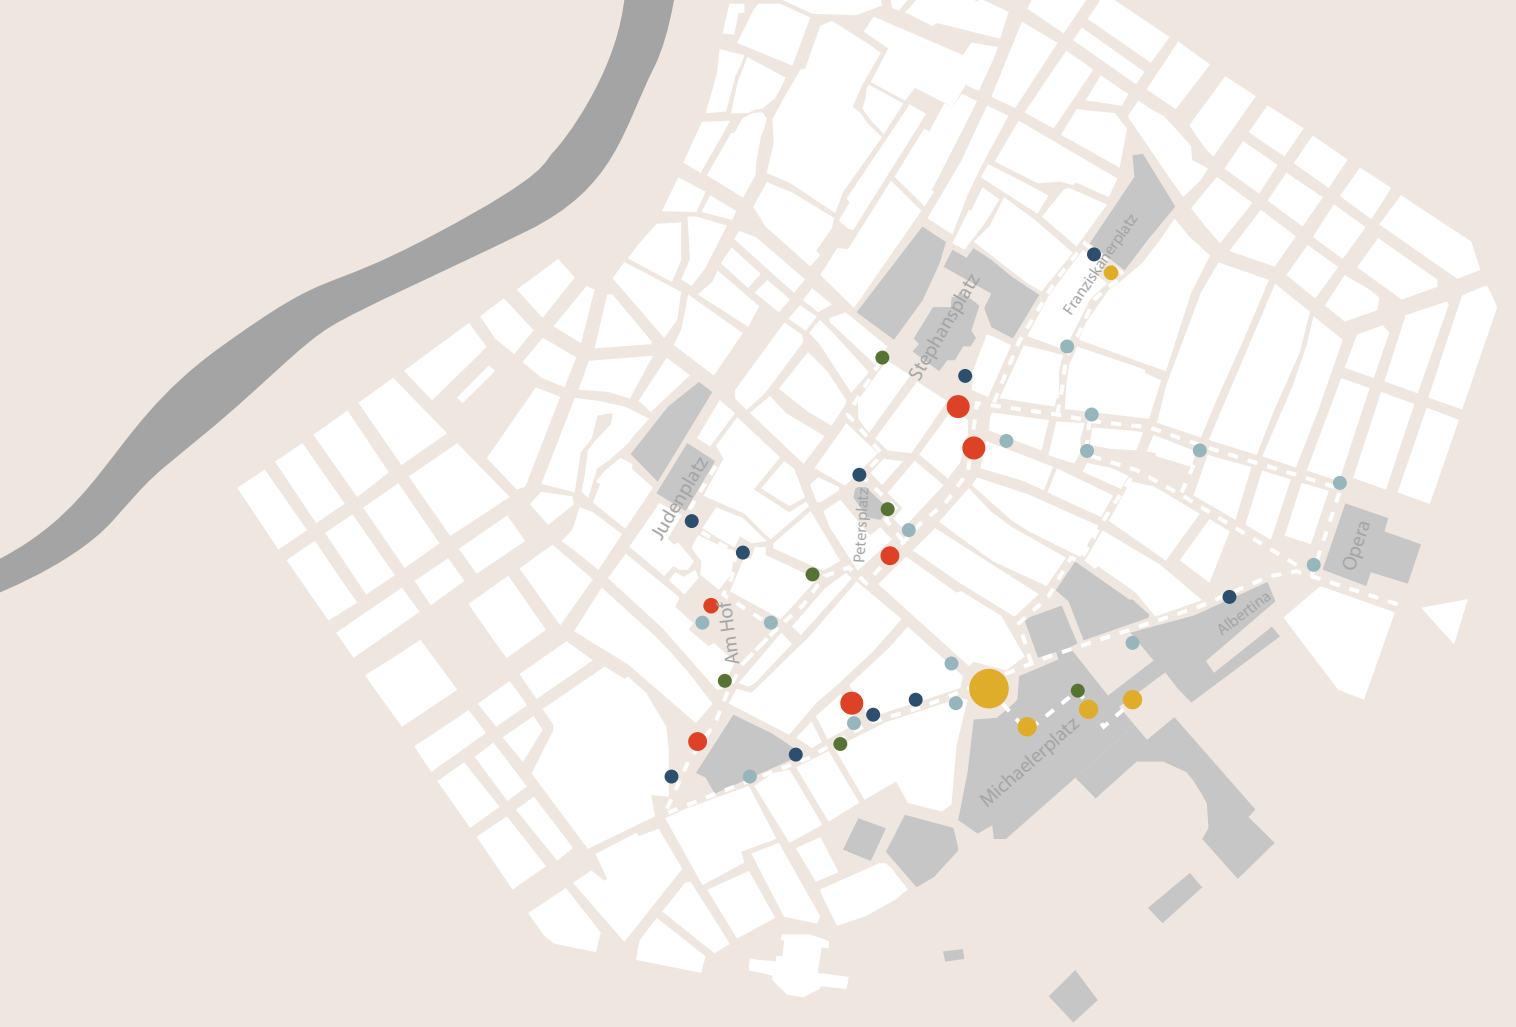 Franziskanerplatz
Stephansplatz
Judenplatz
Petersplatz
Opera
Albertina
Am Hof
Michaelerplatz